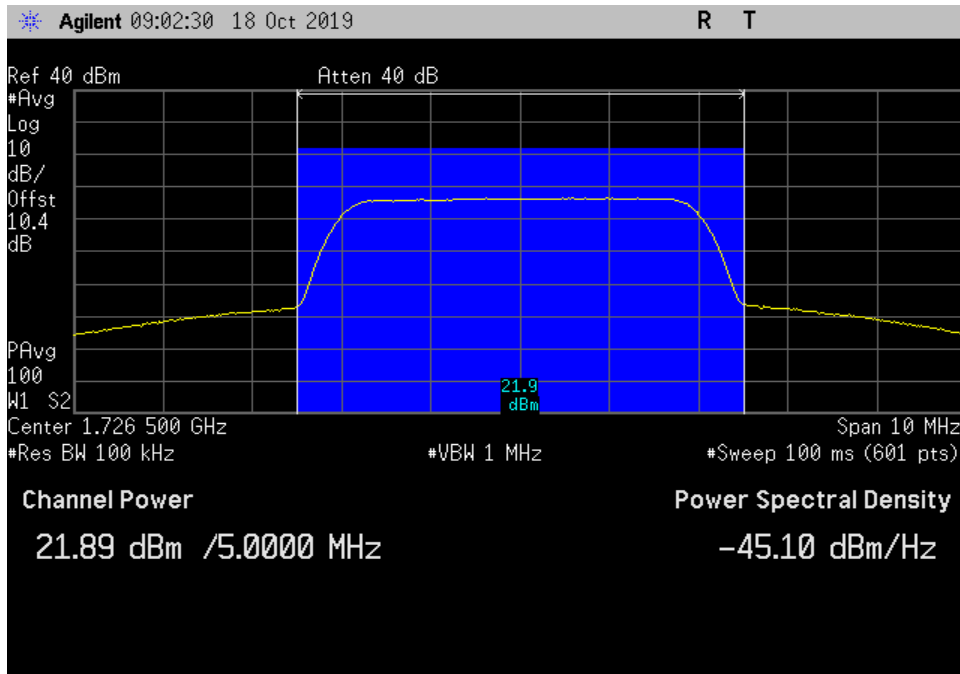 Agilent 09:02:30 18 Oct 2019 R T
Ref 40 dBm Atten 40 dB
#Avg
Log
10
dB/
Offst
10.4
dB
PAvg
100
W1 S2
21.9
dBm
Center 1.726 500 GHz Span 10 MHz
#Res BW 100 kHz #VBW 1 MHz #Sweep 100 ms (601 pts)
Channel Power Power Spectral Density
21.89 dBm /5.0000 MHz -45.10 dBm/Hz